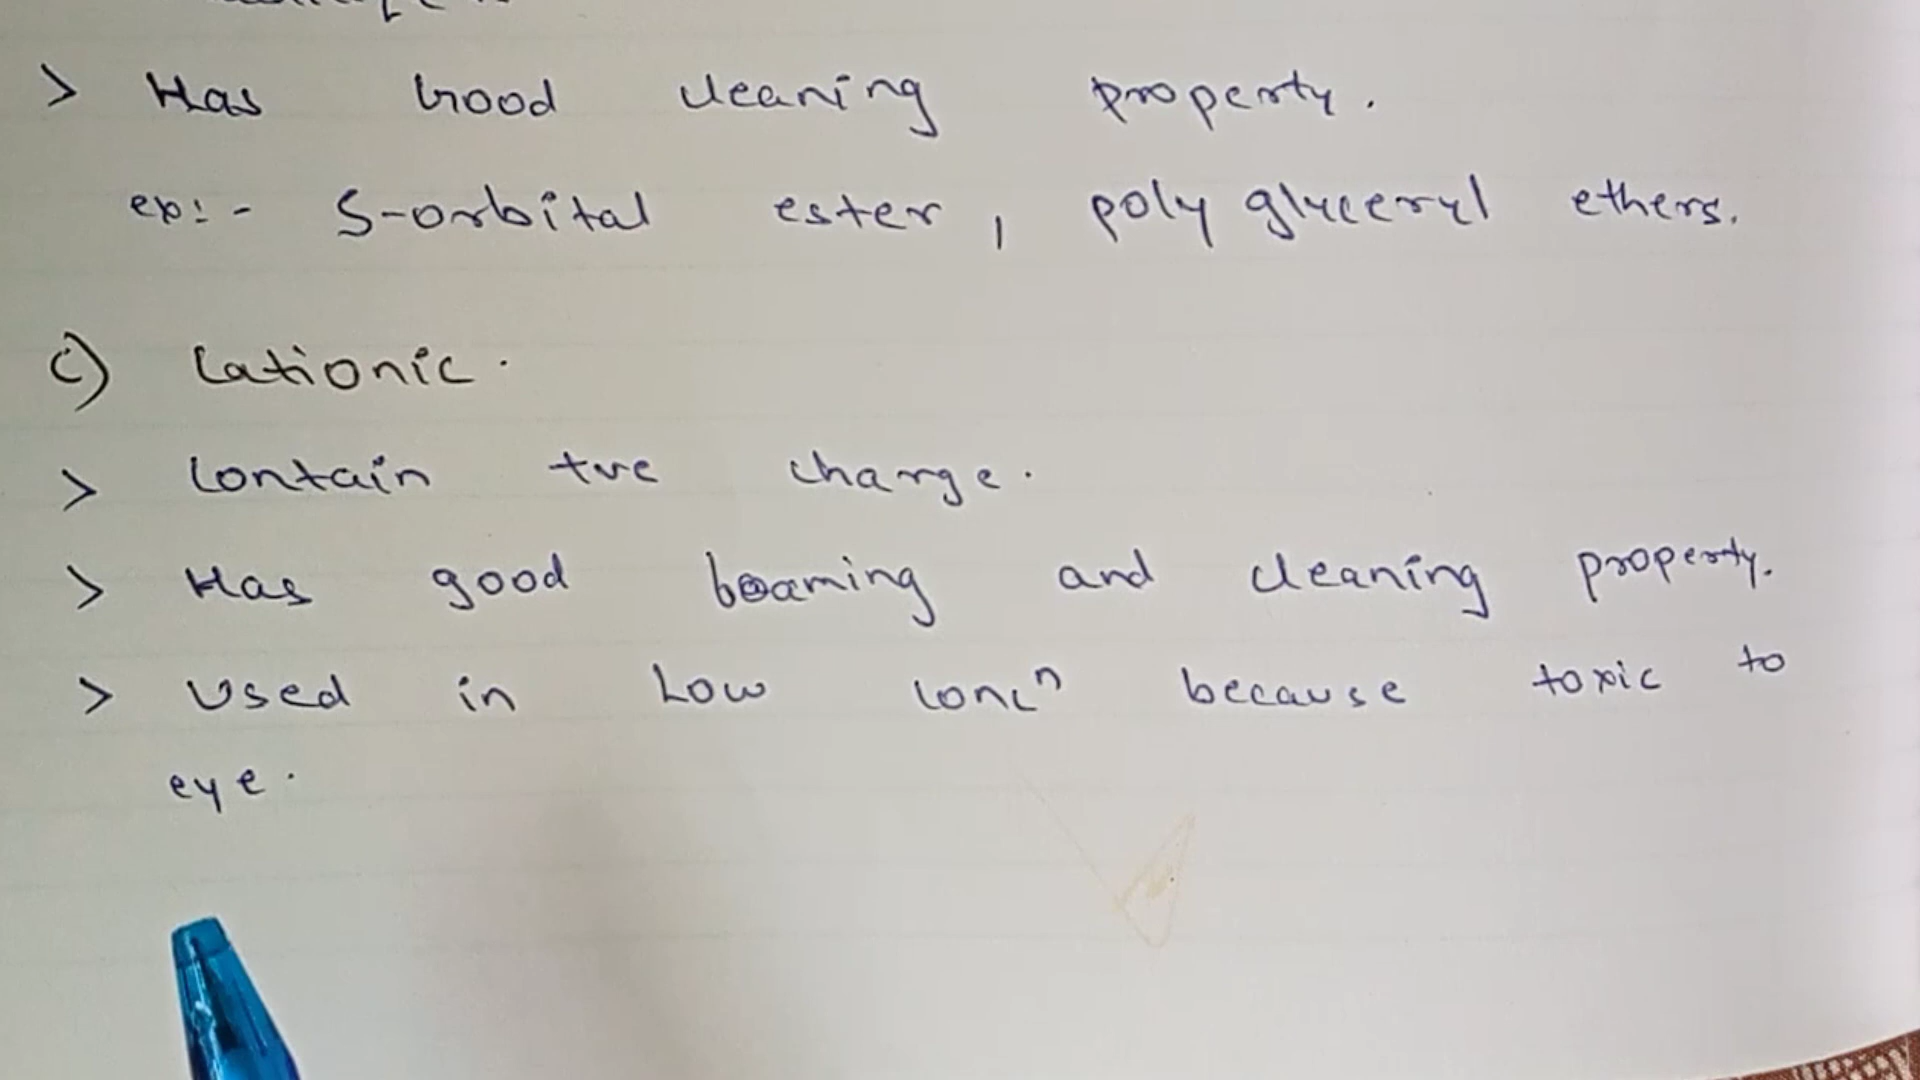 > Has Good cleaning property.
ex:- S-orbital ester, poly glyceryl ethers.
C) Cationic.
> Contain +ve charge.
> Has good boaming and cleaning property.
> Used in Low concⁿ because toxic to
eye.